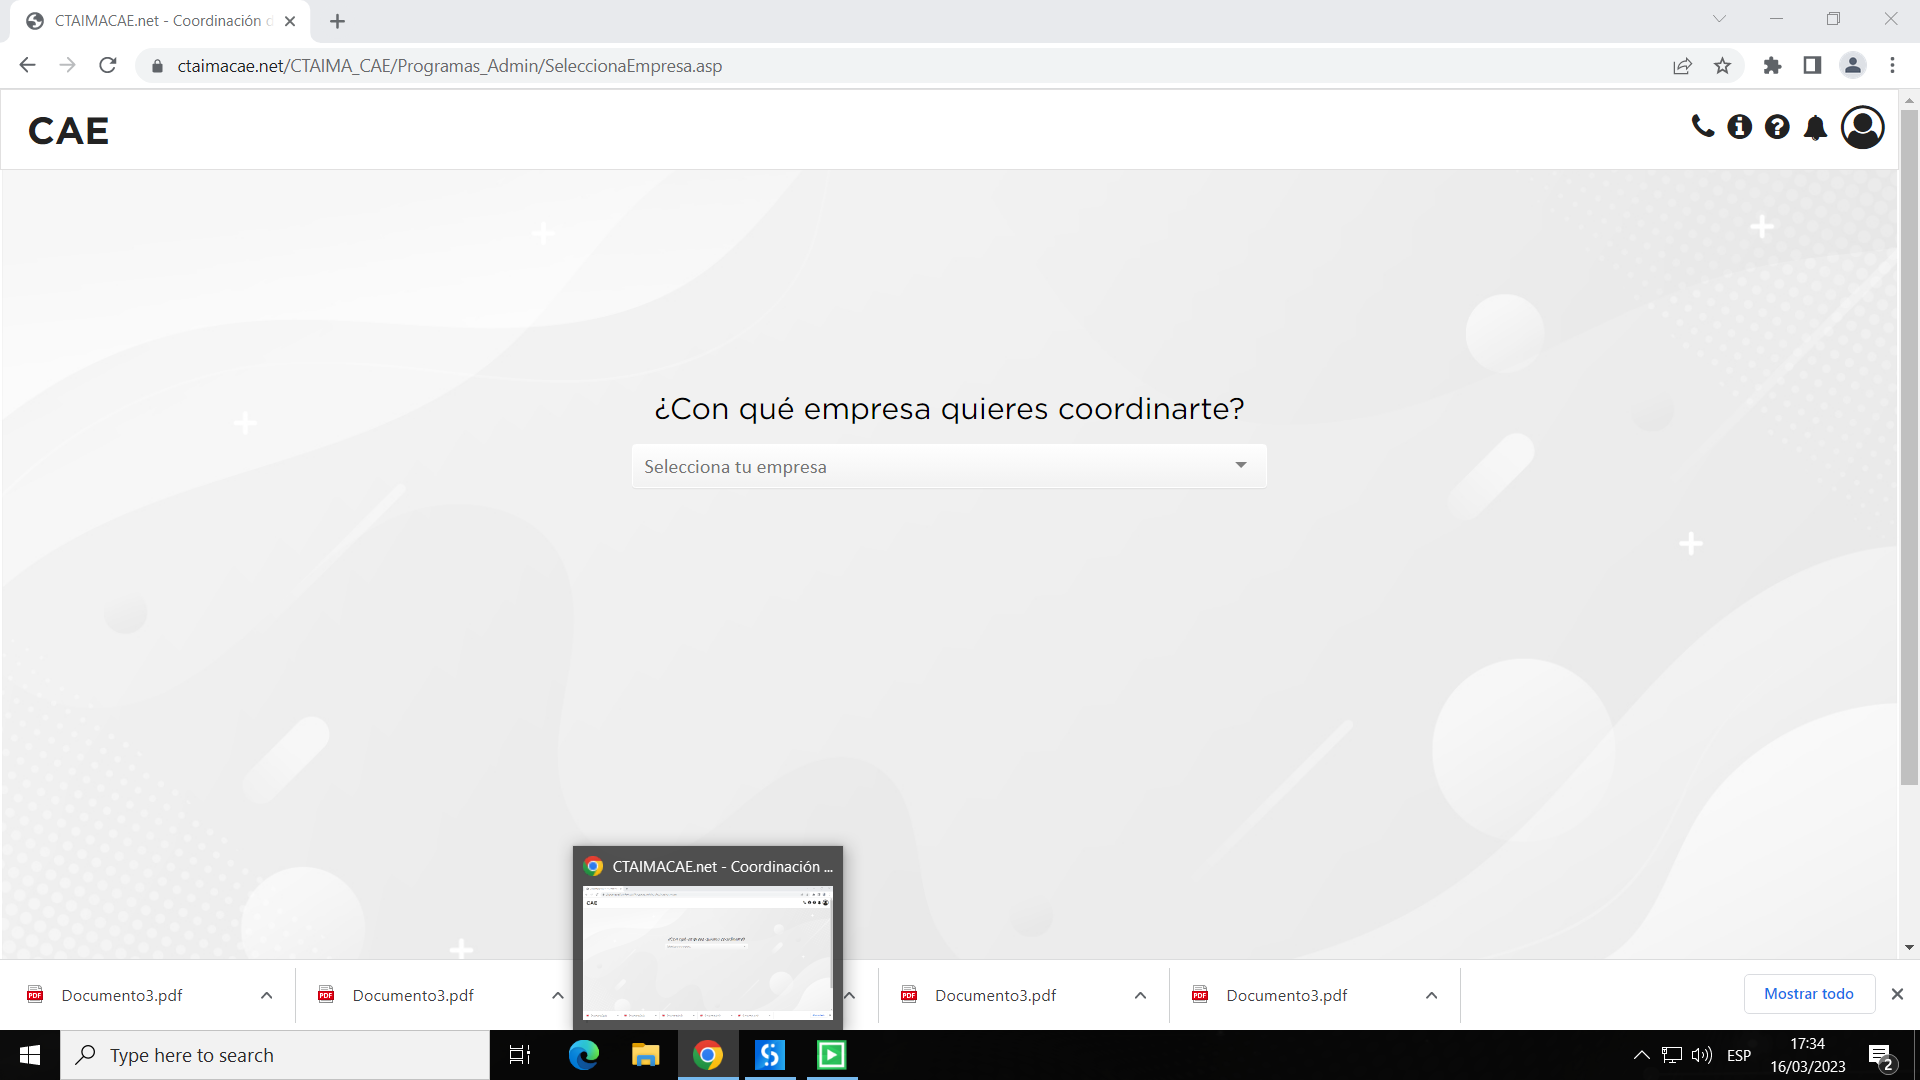 CTAIMACAE.net - Coordinación d
ctaimacae.net/CTAIMA_CAE/Programas_Admin/SeleccionaEmpresa.asp
CAE
¿Con qué empresa quieres coordinarte?
Selecciona tu empresa
CTAIMACAE.net - Coordinación ...
CAE
Documento3.pdf
Documento3.pdf
Documento3.pdf
Documento3.pdf
Mostrar todo
Type here to search
ESP
17:34
16/03/2023
2